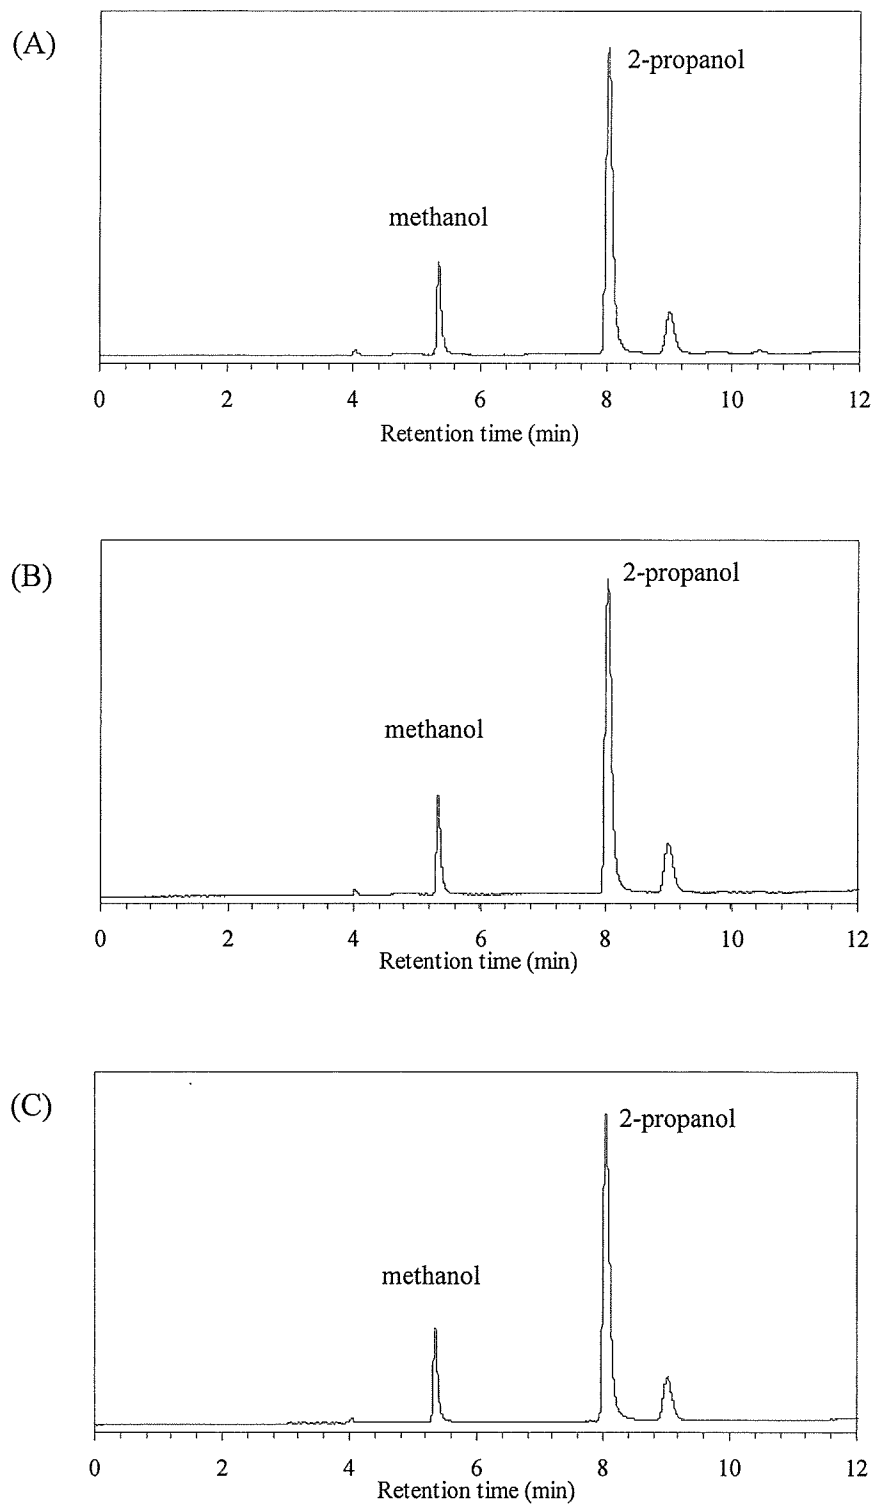 (A)
2-propanol
methanol
0 2 4 6 8 10 12
Retention time (min)
(B)
2-propanol
methanol
0 2 4 6 8 10 12
Retention time (min)
(C)
2-propanol
methanol
0 2 4 6 8 10 12
Retention time (min)